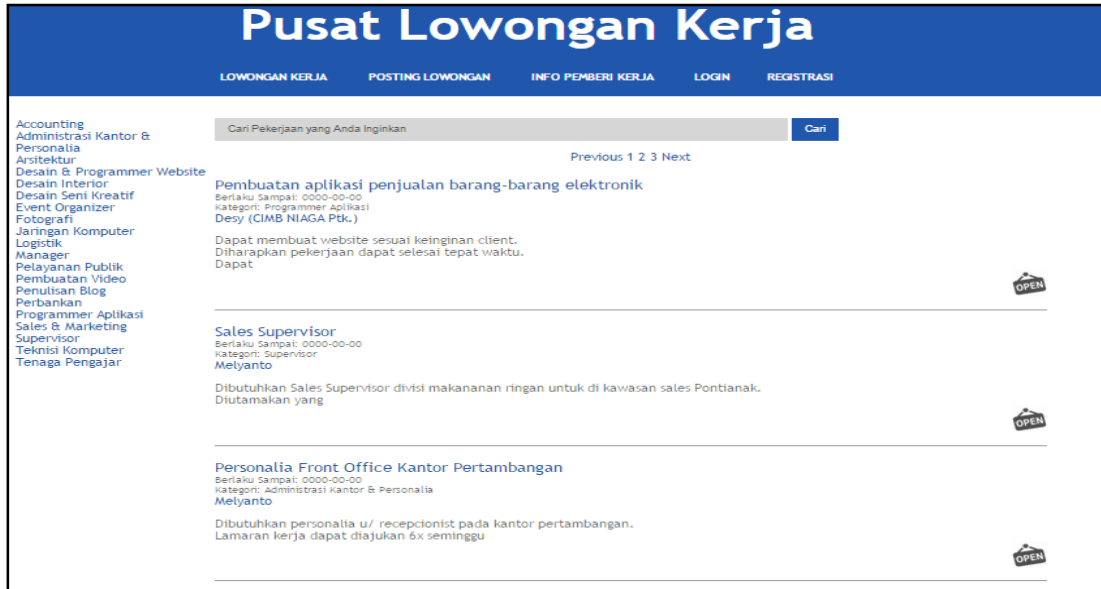 Pusat Lowongan Kerja
LOWONGAN KERJA POSTING LOWONGAN INFO PEMBERI KERJA LOGIN REGISTRASI
Accounting
Administrasi Kantor &
Personalia
Arsitektur
Desain & Programmer Website
Desain Interior
Desain Seni Kreatif
Event Organizer
Fotografi
Jaringan Komputer
Logistik
Manager
Pelayanan Publik
Pembuatan Video
Penulisan Blog
Perbankan
Programmer Aplikasi
Sales & Marketing
Supervisor
Teknisi Komputer
Tenaga Pengajar
Cari Pekerjaan yang Anda Inginkan Cari
Previous 1 2 3 Next
Pembuatan aplikasi penjualan barang-barang elektronik
Berlaku Sampai: 0000-00-00
Kategori: Programmer Aplikasi
Desy (CIMB NIAGA Ptk.)
Dapat membuat website sesuai keinginan client.
Diharapkan pekerjaan dapat selesai tepat waktu.
Dapat
OPEN
Sales Supervisor
Berlaku Sampai: 0000-00-00
Kategori: Supervisor
Melyanto
Dibutuhkan Sales Supervisor divisi makananan ringan untuk di kawasan sales Pontianak.
Diutamakan yang
OPEN
Personalia Front Office Kantor Pertambangan
Berlaku Sampai: 0000-00-00
Kategori: Administrasi Kantor & Personalia
Melyanto
Dibutuhkan personalia u/ recepcionist pada kantor pertambangan.
Lamaran kerja dapat diajukan 6x seminggu
OPEN